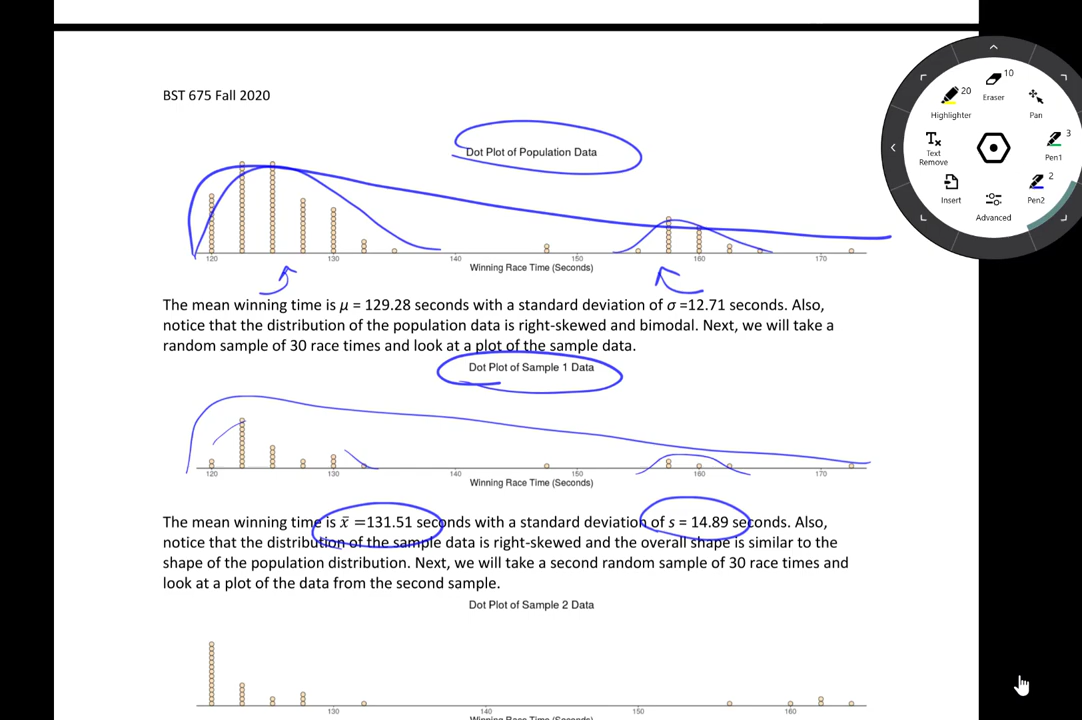 BST 675 Fall 2020
Dot Plot of Population Data
120 130 140 150 160 170
Winning Race Time (Seconds)
The mean winning time is μ = 129.28 seconds with a standard deviation of σ =12.71 seconds. Also,
notice that the distribution of the population data is right-skewed and bimodal. Next, we will take a
random sample of 30 race times and look at a plot of the sample data.
Dot Plot of Sample 1 Data
120 130 140 150 160 170
Winning Race Time (Seconds)
The mean winning time is x̄ =131.51 seconds with a standard deviation of s = 14.89 seconds. Also,
notice that the distribution of the sample data is right-skewed and the overall shape is similar to the
shape of the population distribution. Next, we will take a second random sample of 30 race times and
look at a plot of the data from the second sample.
Dot Plot of Sample 2 Data
130 140 150 160
Winning Race Time (Seconds)
10
Eraser
20
Highlighter
Pan
Tx
Text
Remove
3
Pen1
Insert
2
Pen2
Advanced